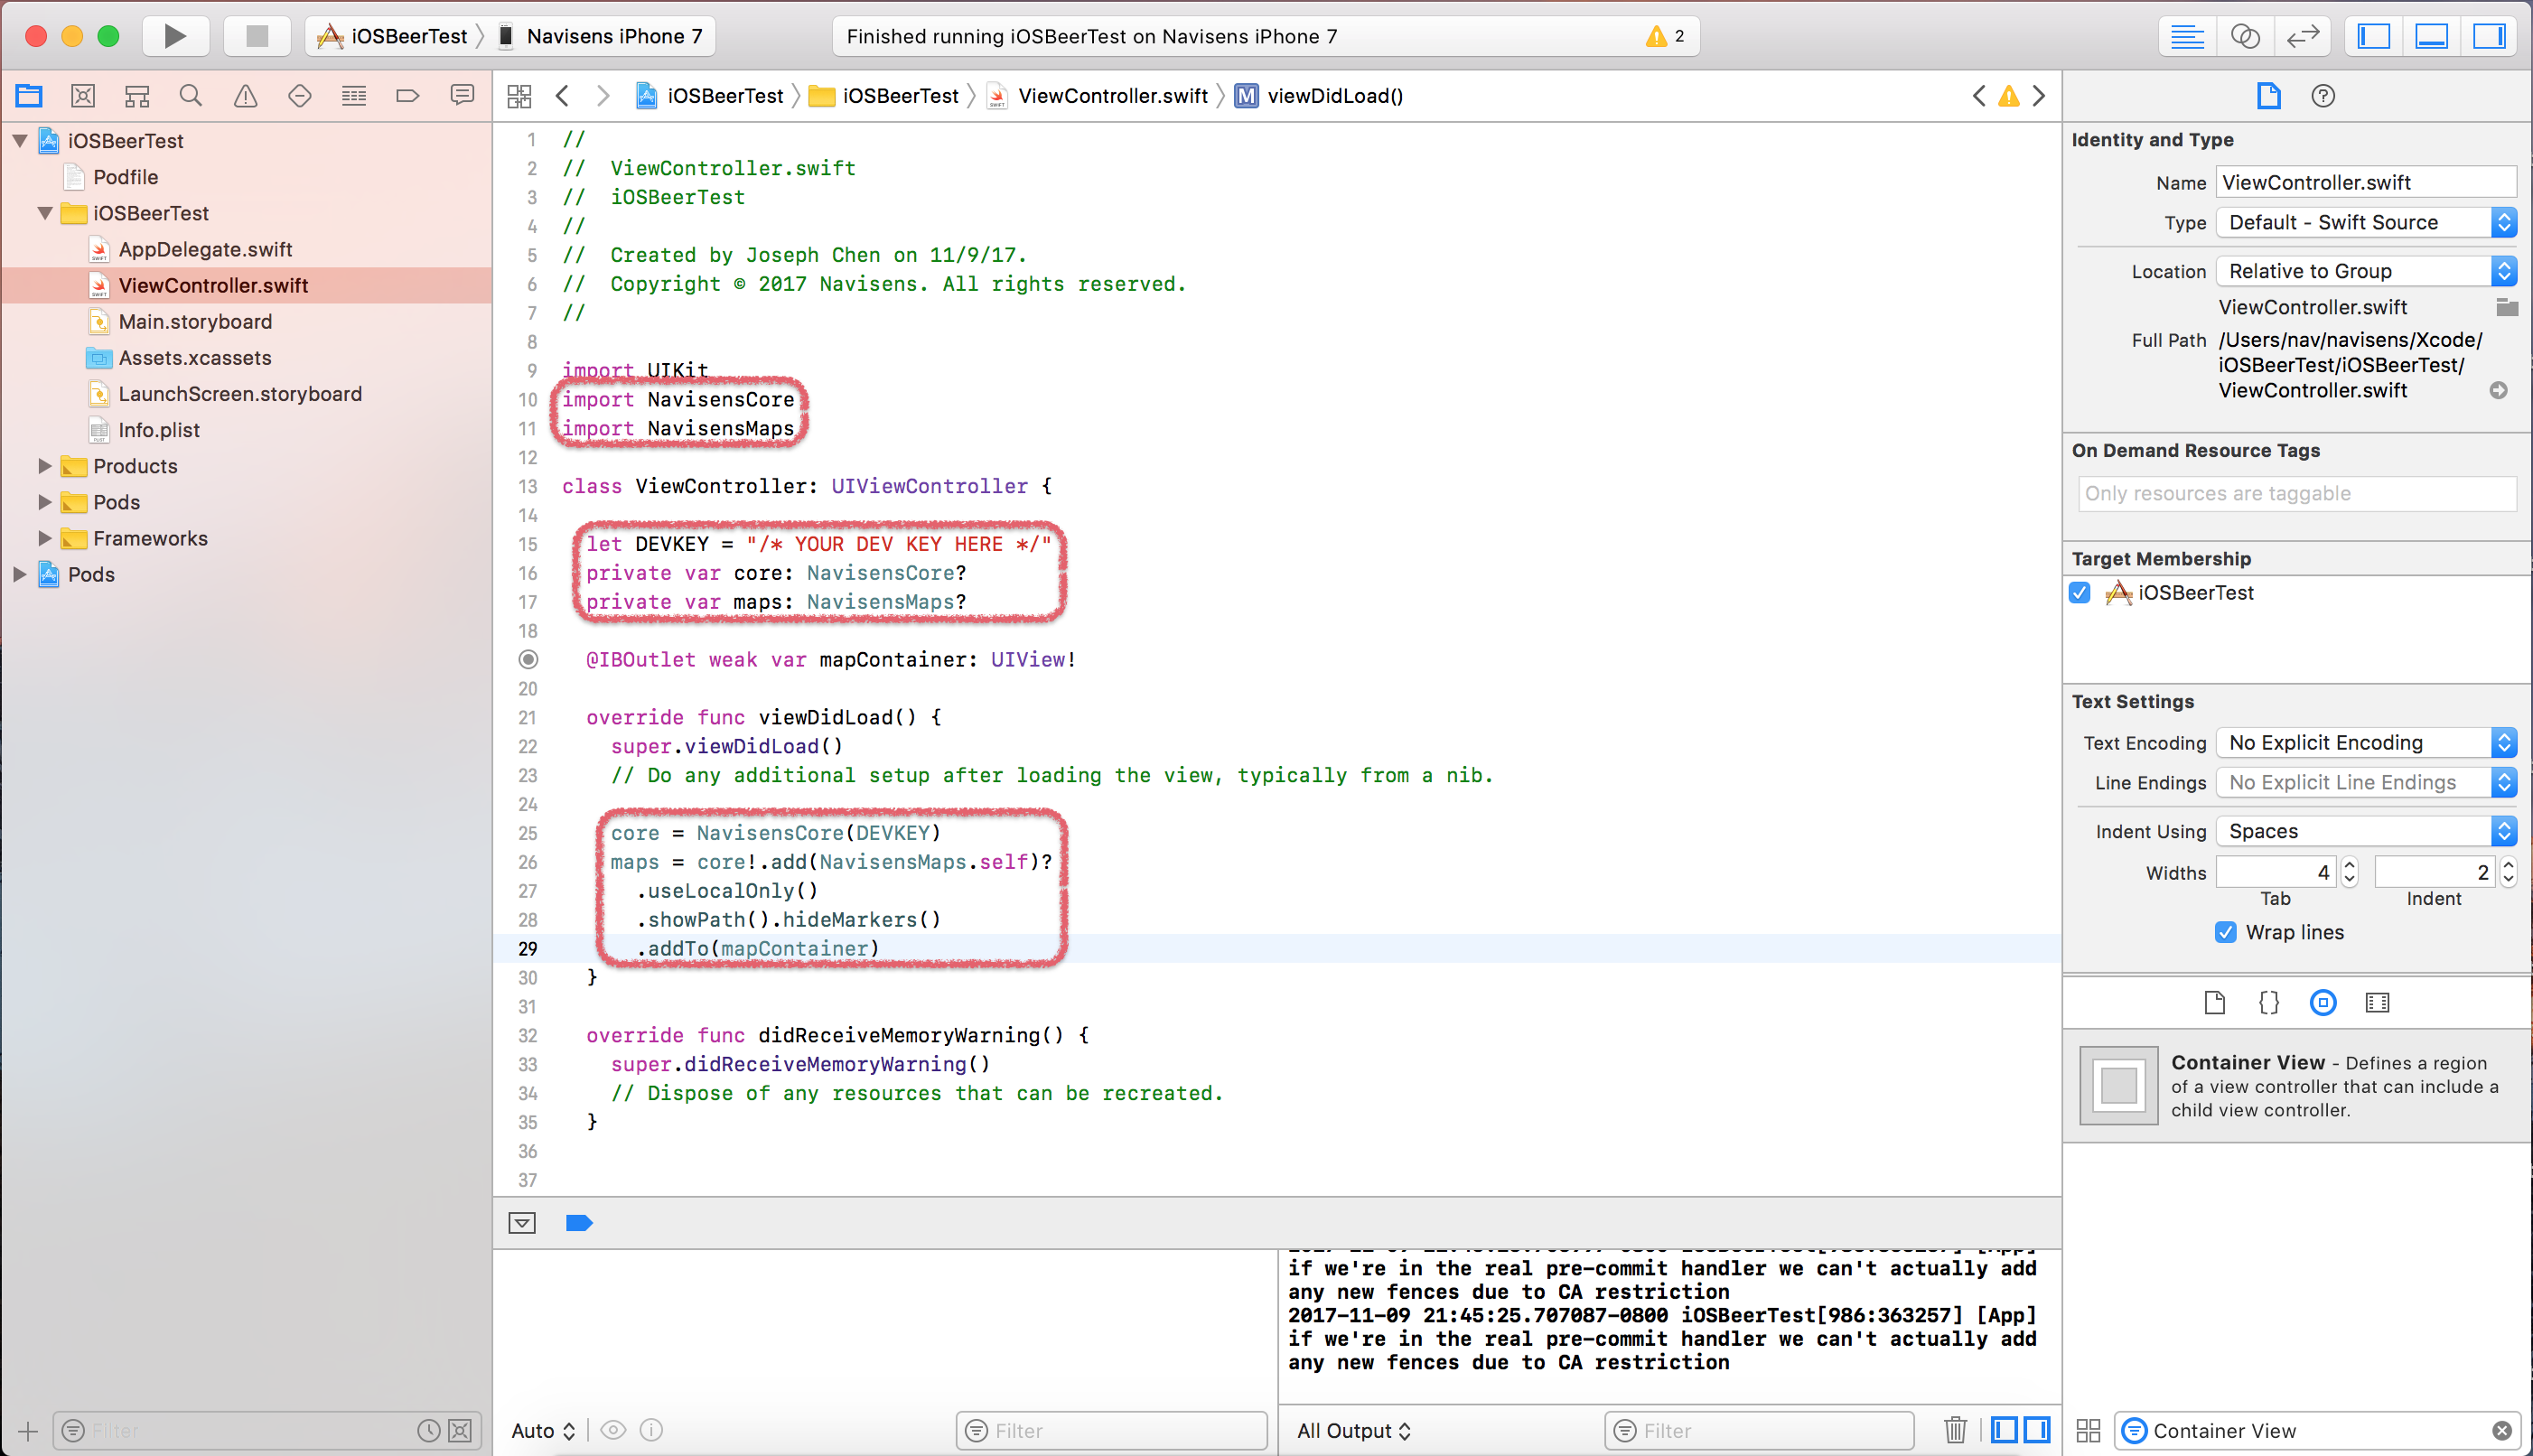 iOSBeerTest Navisens iPhone 7
Finished running iOSBeerTest on Navisens iPhone 7 2
iOSBeerTest
Podfile
iOSBeerTest
AppDelegate.swift
ViewController.swift
Main.storyboard
Assets.xcassets
LaunchScreen.storyboard
Info.plist
Products
Pods
Frameworks
Pods
Filter
iOSBeerTest iOSBeerTest ViewController.swift M viewDidLoad()
1 //
2 //  ViewController.swift
3 //  iOSBeerTest
4 //
5 //  Created by Joseph Chen on 11/9/17.
6 //  Copyright © 2017 Navisens. All rights reserved.
7 //
8
9 import UIKit
10 import NavisensCore
11 import NavisensMaps
12
13 class ViewController: UIViewController {
14
15   let DEVKEY = "/* YOUR DEV KEY HERE */"
16   private var core: NavisensCore?
17   private var maps: NavisensMaps?
18
@IBOutlet weak var mapContainer: UIView!
20
21   override func viewDidLoad() {
22     super.viewDidLoad()
23     // Do any additional setup after loading the view, typically from a nib.
24
25     core = NavisensCore(DEVKEY)
26     maps = core!.add(NavisensMaps.self)?
27       .useLocalOnly()
28       .showPath().hideMarkers()
29       .addTo(mapContainer)
30   }
31
32   override func didReceiveMemoryWarning() {
33     super.didReceiveMemoryWarning()
34     // Dispose of any resources that can be recreated.
35   }
36
37
if we're in the real pre-commit handler we can't actually add
any new fences due to CA restriction
2017-11-09 21:45:25.707087-0800 iOSBeerTest[986:363257] [App]
if we're in the real pre-commit handler we can't actually add
any new fences due to CA restriction
Auto Filter
All Output Filter
Identity and Type
Name ViewController.swift
Type Default - Swift Source
Location Relative to Group
ViewController.swift
Full Path /Users/nav/navisens/Xcode/
iOSBeerTest/iOSBeerTest/
ViewController.swift
On Demand Resource Tags
Only resources are taggable
Target Membership
iOSBeerTest
Text Settings
Text Encoding No Explicit Encoding
Line Endings No Explicit Line Endings
Indent Using Spaces
Widths 4 2
Tab Indent
Wrap lines
Container View - Defines a region
of a view controller that can include a
child view controller.
Container View